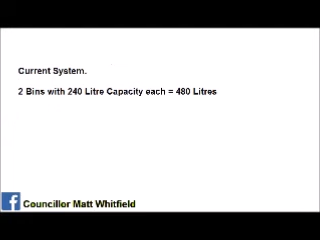 Current System.
2 Bins with 240 Litre Capacity each = 480 Litres
f Councillor Matt Whitfield